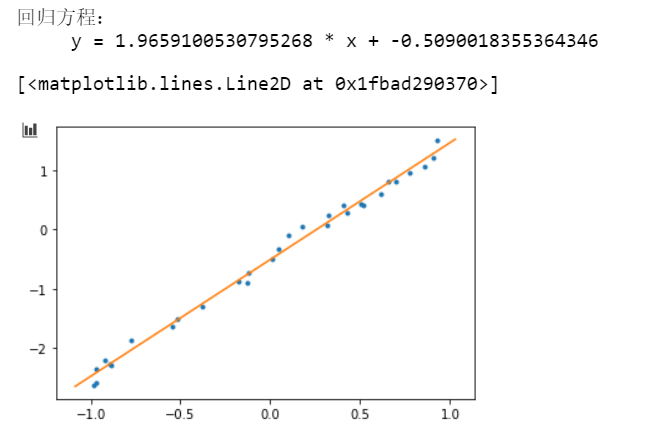 回归方程：
y = 1.9659100530795268 * x + -0.5090018355364346
[<matplotlib.lines.Line2D at 0x1fbad290370>]
1
0
−1
−2
−1.0 −0.5 0.0 0.5 1.0